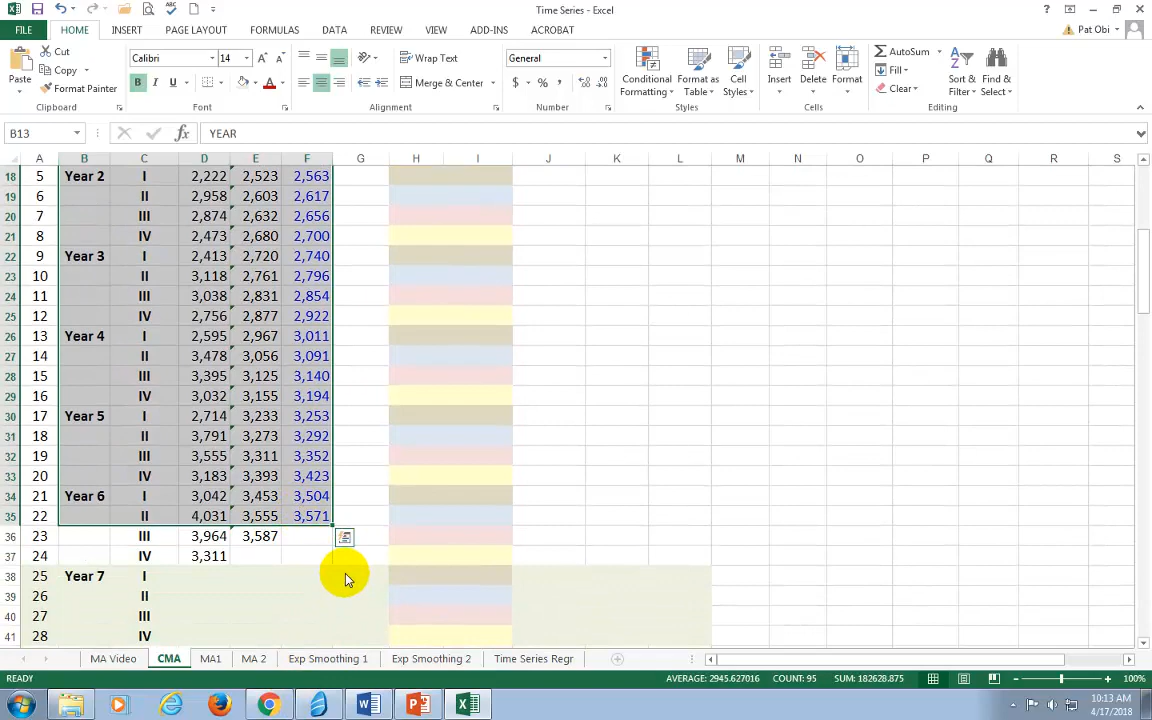 Time Series - Excel
FILE HOME INSERT PAGE LAYOUT FORMULAS DATA REVIEW VIEW ADD-INS ACROBAT Pat Obi
Paste Cut Copy Format Painter Calibri 14 Wrap Text Merge & Center General Conditional Formatting Format as Table Cell Styles Insert Delete Format AutoSum Fill Clear Sort & Filter Find & Select
Clipboard Font Alignment Number Styles Cells Editing
B13 YEAR
A B C D E F G H I J K L M N O P Q R S
18 5 Year 2 I 2,222 2,523 2,563
19 6 II 2,958 2,603 2,617
20 7 III 2,874 2,632 2,656
21 8 IV 2,473 2,680 2,700
22 9 Year 3 I 2,413 2,720 2,740
23 10 II 3,118 2,761 2,796
24 11 III 3,038 2,831 2,854
25 12 IV 2,756 2,877 2,922
26 13 Year 4 I 2,595 2,967 3,011
27 14 II 3,478 3,056 3,091
28 15 III 3,395 3,125 3,140
29 16 IV 3,032 3,155 3,194
30 17 Year 5 I 2,714 3,233 3,253
31 18 II 3,791 3,273 3,292
32 19 III 3,555 3,311 3,352
33 20 IV 3,183 3,393 3,423
34 21 Year 6 I 3,042 3,453 3,504
35 22 II 4,031 3,555 3,571
36 23 III 3,964 3,587
37 24 IV 3,311
38 25 Year 7 I
39 26 II
40 27 III
41 28 IV
MA Video CMA MA1 MA 2 Exp Smoothing 1 Exp Smoothing 2 Time Series Regr
READY AVERAGE: 2945.627016 COUNT: 95 SUM: 182628.875 100%
10:13 AM
4/17/2018